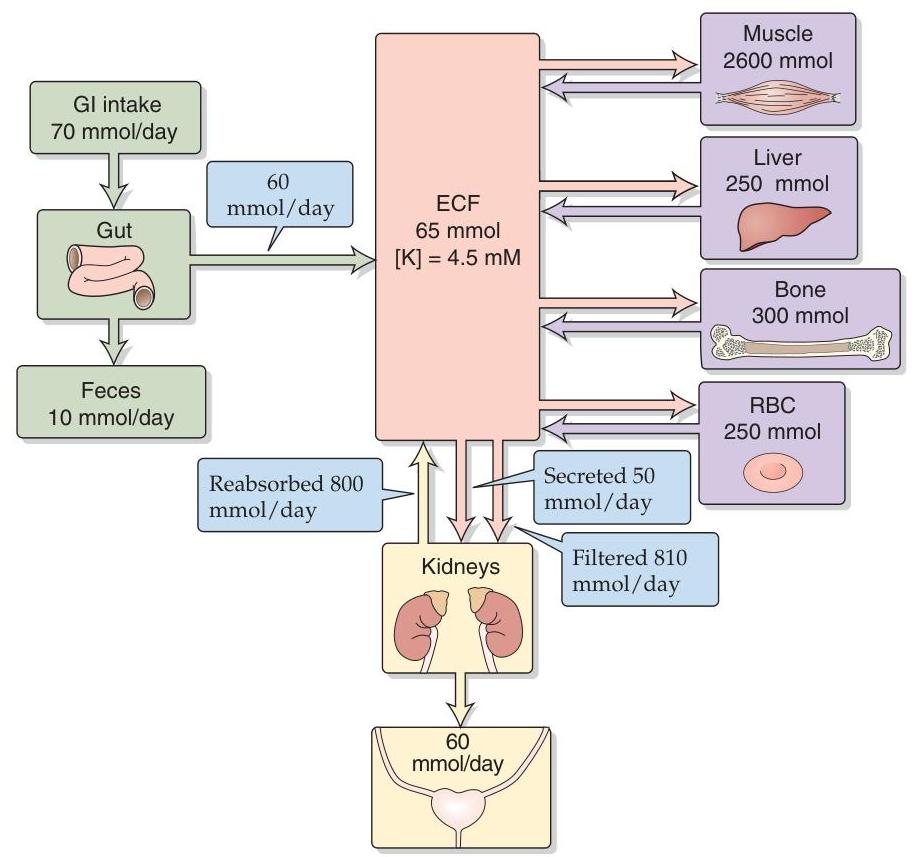 GI intake
70 mmol/day
Gut
Feces
10 mmol/day
60
mmol/day
ECF
65 mmol
[K] = 4.5 mM
Muscle
2600 mmol
Liver
250 mmol
Bone
300 mmol
RBC
250 mmol
Reabsorbed 800
mmol/day
Secreted 50
mmol/day
Filtered 810
mmol/day
Kidneys
60
mmol/day